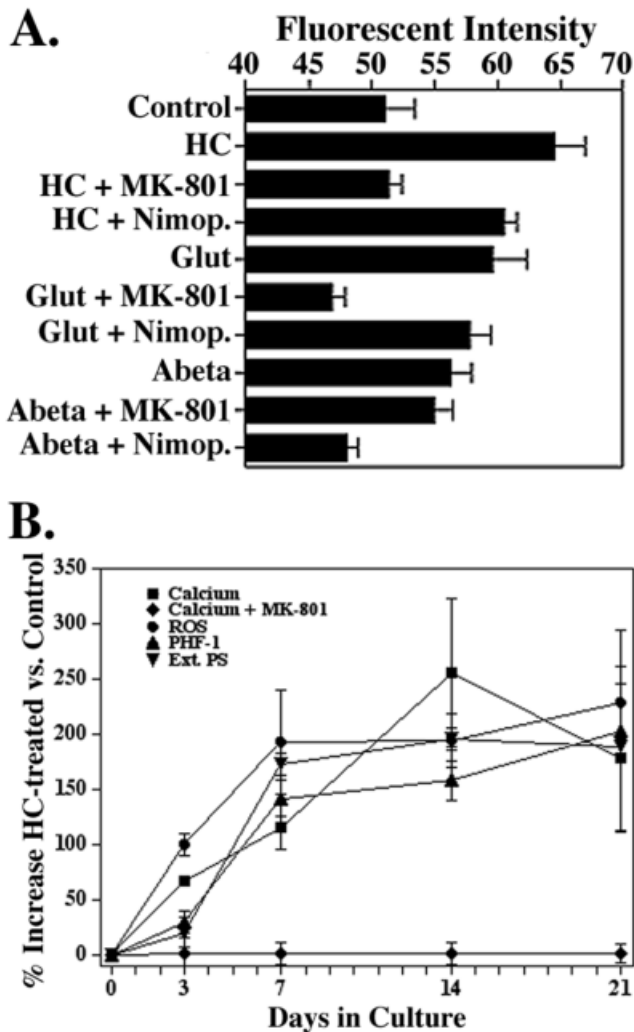 A.
Fluorescent Intensity
40 45 50 55 60 65 70
Control
HC
HC + MK-801
HC + Nimop.
Glut
Glut + MK-801
Glut + Nimop.
Abeta
Abeta + MK-801
Abeta + Nimop.
B.
% Increase HC-treated vs. Control
350
300
250
200
150
100
50
0
Calcium
Calcium + MK-801
ROS
PHF-1
Ext. PS
0 3 7 14 21
Days in Culture